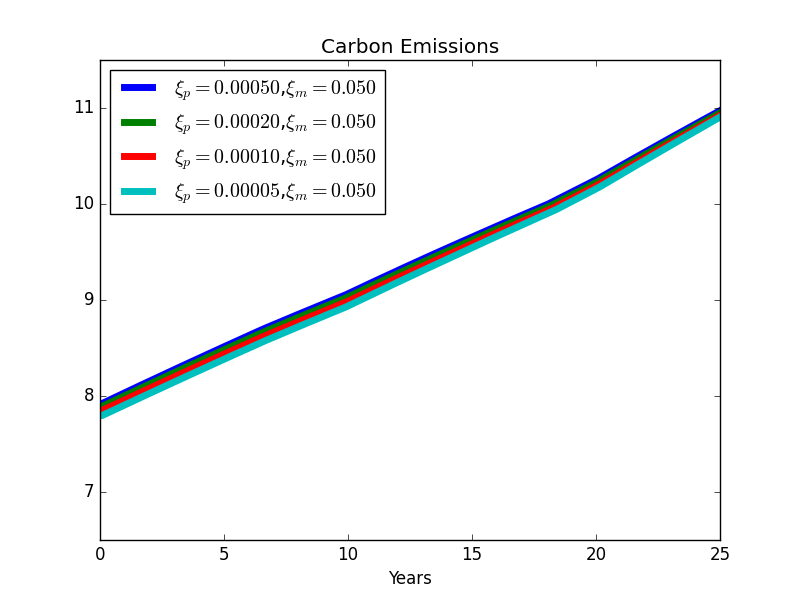 Carbon Emissions
ξₚ = 0.00050,ξₘ = 0.050
ξₚ = 0.00020,ξₘ = 0.050
ξₚ = 0.00010,ξₘ = 0.050
ξₚ = 0.00005,ξₘ = 0.050
11
10
9
8
7
0 5 10 15 20 25
Years